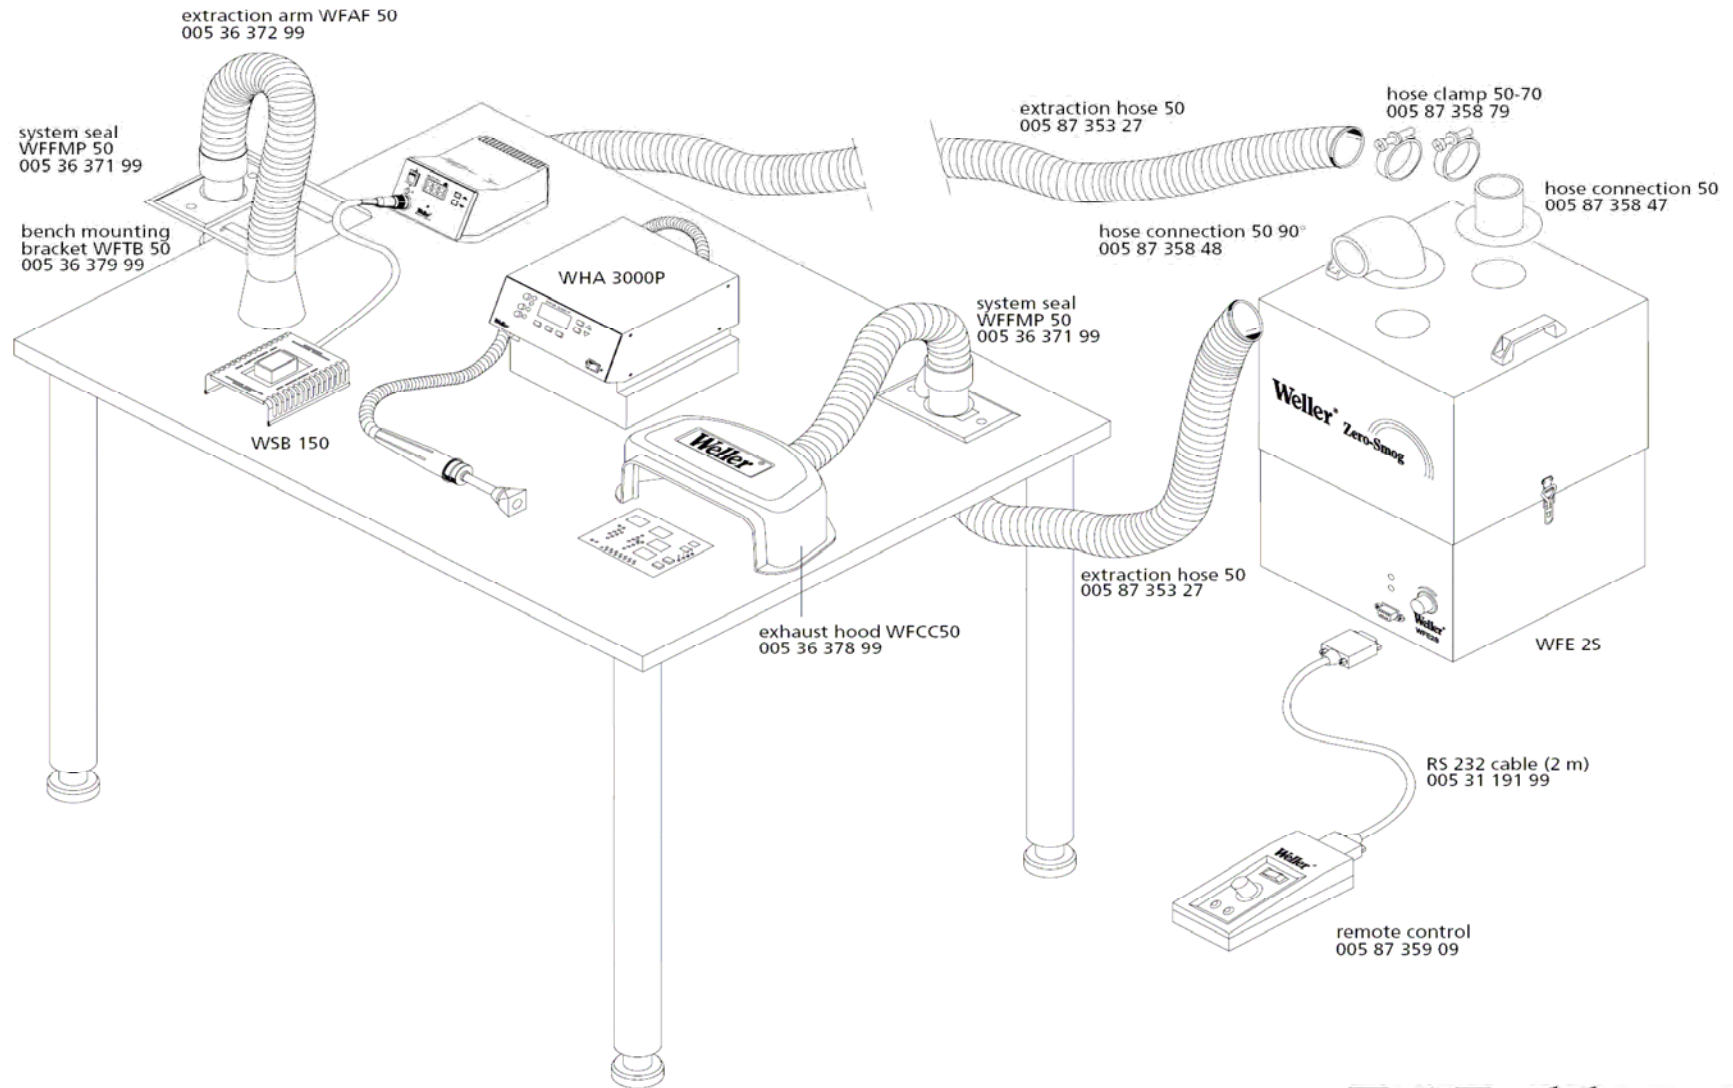 extraction arm WFAF 50
005 36 372 99
system seal
WFFMP 50
005 36 371 99
bench mounting
bracket WFTB 50
005 36 379 99
extraction hose 50
005 87 353 27
hose clamp 50-70
005 87 358 79
hose connection 50
005 87 358 47
hose connection 50 90°
005 87 358 48
WHA 3000P
system seal
WFFMP 50
005 36 371 99
WSB 150
Weller®
Weller®
Zero-Smog
extraction hose 50
005 87 353 27
exhaust hood WFCC50
005 36 378 99
Weller®
WFE2S
WFE 2S
RS 232 cable (2 m)
005 31 191 99
Weller
remote control
005 87 359 09